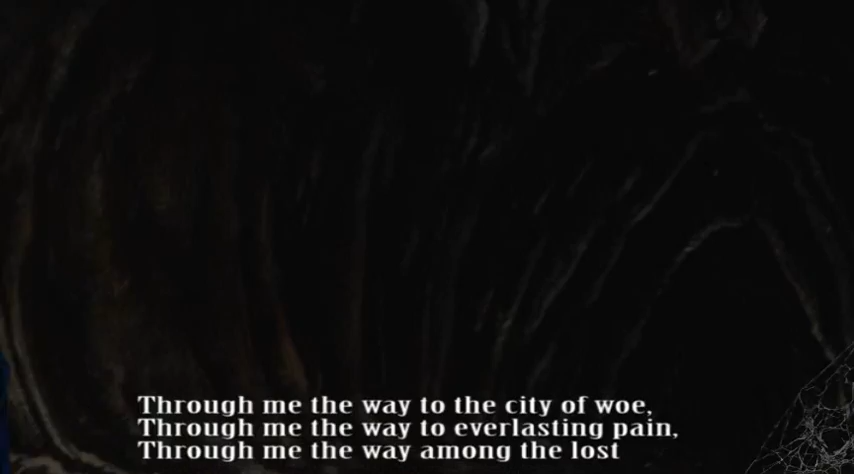 Through me the way to the city of woe,
Through me the way to everlasting pain,
Through me the way among the lost